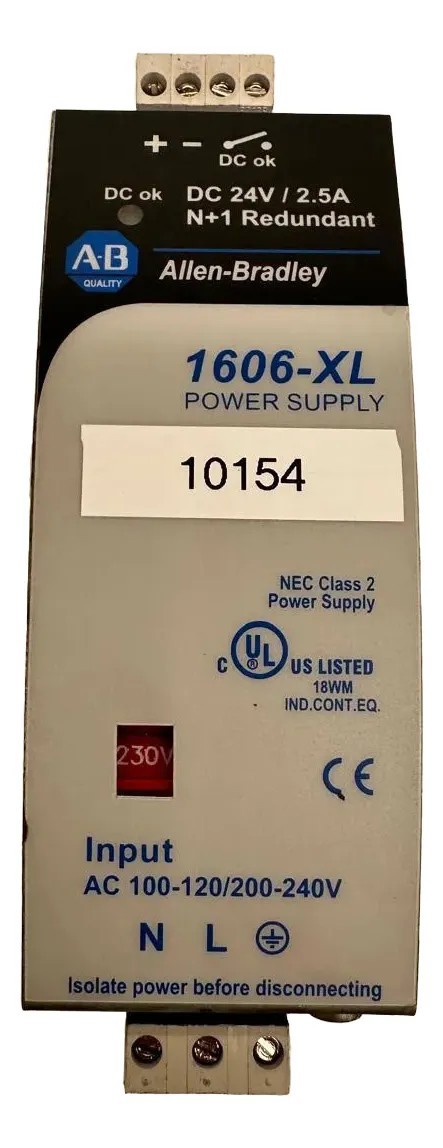 + −
DC ok
DC ok
DC 24V / 2.5A
N+1 Redundant
A-B
QUALITY
Allen-Bradley
1606-XL
POWER SUPPLY
10154
NEC Class 2
Power Supply
C UL ® US LISTED
18WM
IND.CONT.EQ.
230V
CE
Input
AC 100-120/200-240V
N L
Isolate power before disconnecting